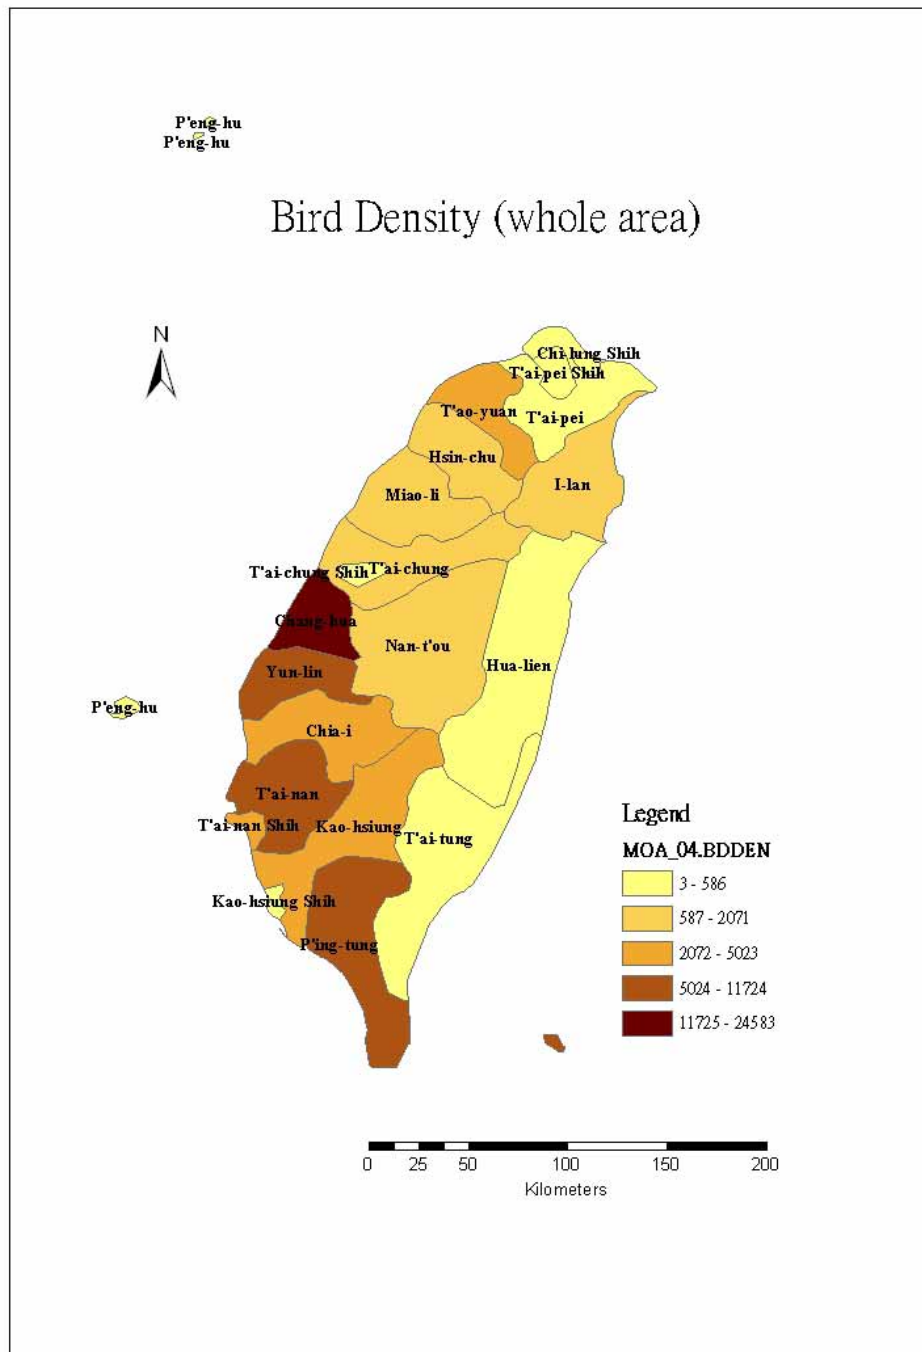 P'eng-hu
P'eng-hu
Bird Density (whole area)
N
Chi-lung Shih
T'ai-pei Shih
T'ao-yuan
T'ai-pei
Hsin-chu
I-lan
Miao-li
T'ai-chung Shih
T'ai-chung
Chang-hua
Nan-t'ou
Hua-lien
Yun-lin
P'eng-hu
Chia-i
T'ai-nan
T'ai-nan Shih
Kao-hsiung
T'ai-tung
Kao-hsiung Shih
P'ing-tung
Legend
MOA_04.BDDEN
3 - 586
587 - 2071
2072 - 5023
5024 - 11724
11725 - 24583
0 25 50 100 150 200
Kilometers